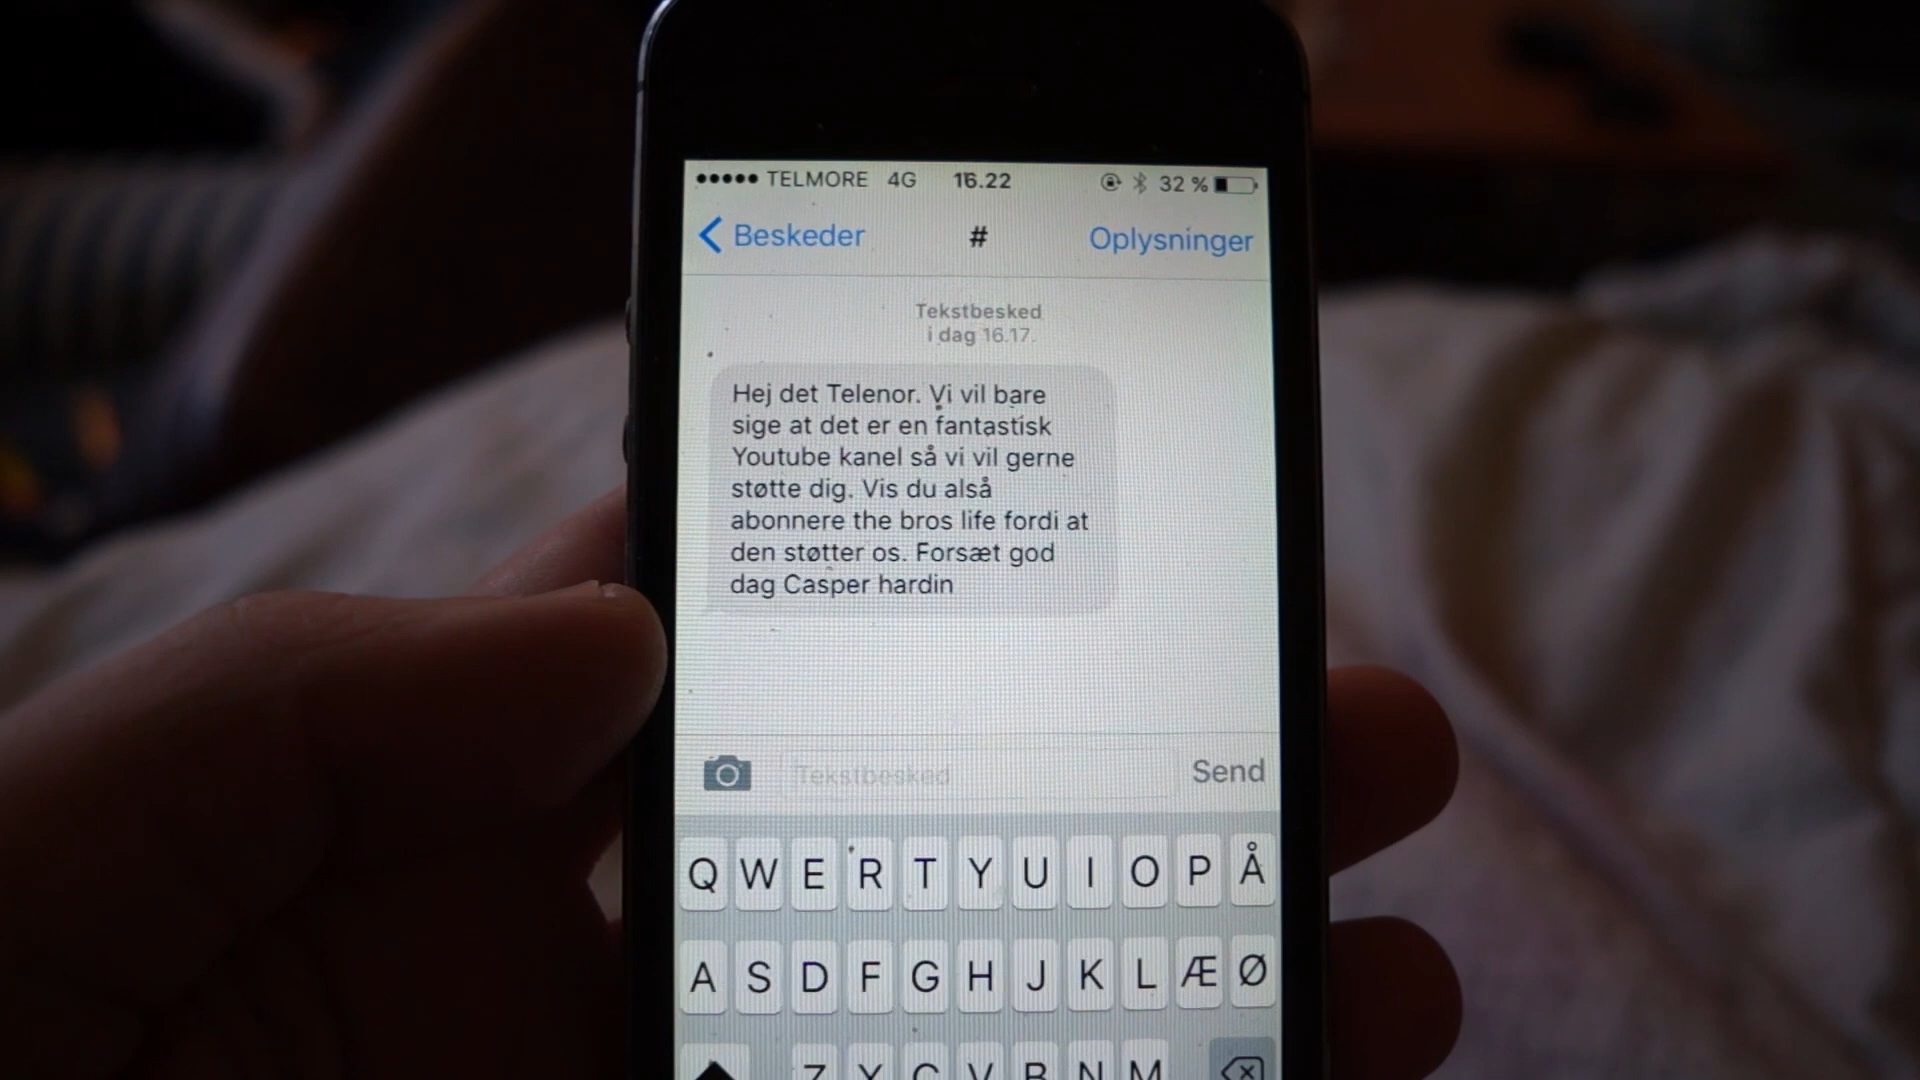 TELMORE 4G 16.22 32 %
Beskeder # Oplysninger
Tekstbesked
i dag 16.17
Hej det Telenor. Vi vil bare
sige at det er en fantastisk
Youtube kanel så vi vil gerne
støtte dig. Vis du alså
abonnere the bros life fordi at
den støtter os. Forsæt god
dag Casper hardin
Tekstbesked Send
Q W E R T Y U I O P Å
A S D F G H J K L Æ Ø
Z X C V B N M